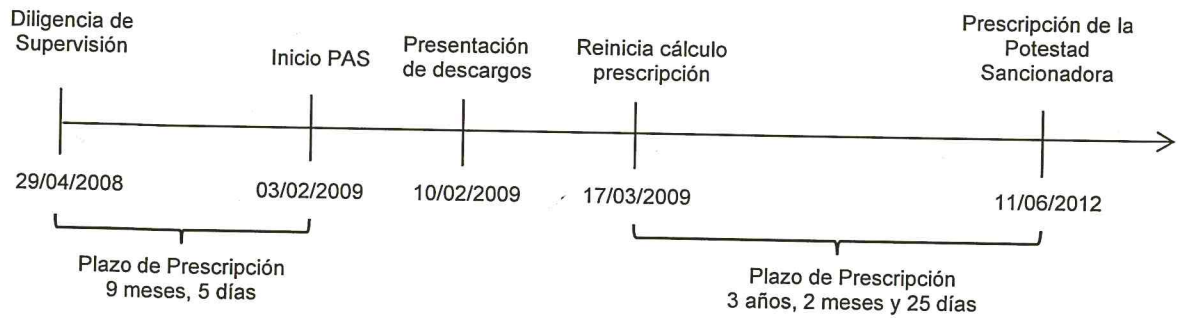 Diligencia de
Supervisión
Inicio PAS
Presentación
de descargos
Reinicia cálculo
prescripción
Prescripción de la
Potestad
Sancionadora
29/04/2008
03/02/2009
10/02/2009
17/03/2009
11/06/2012
Plazo de Prescripción
9 meses, 5 días
Plazo de Prescripción
3 años, 2 meses y 25 días